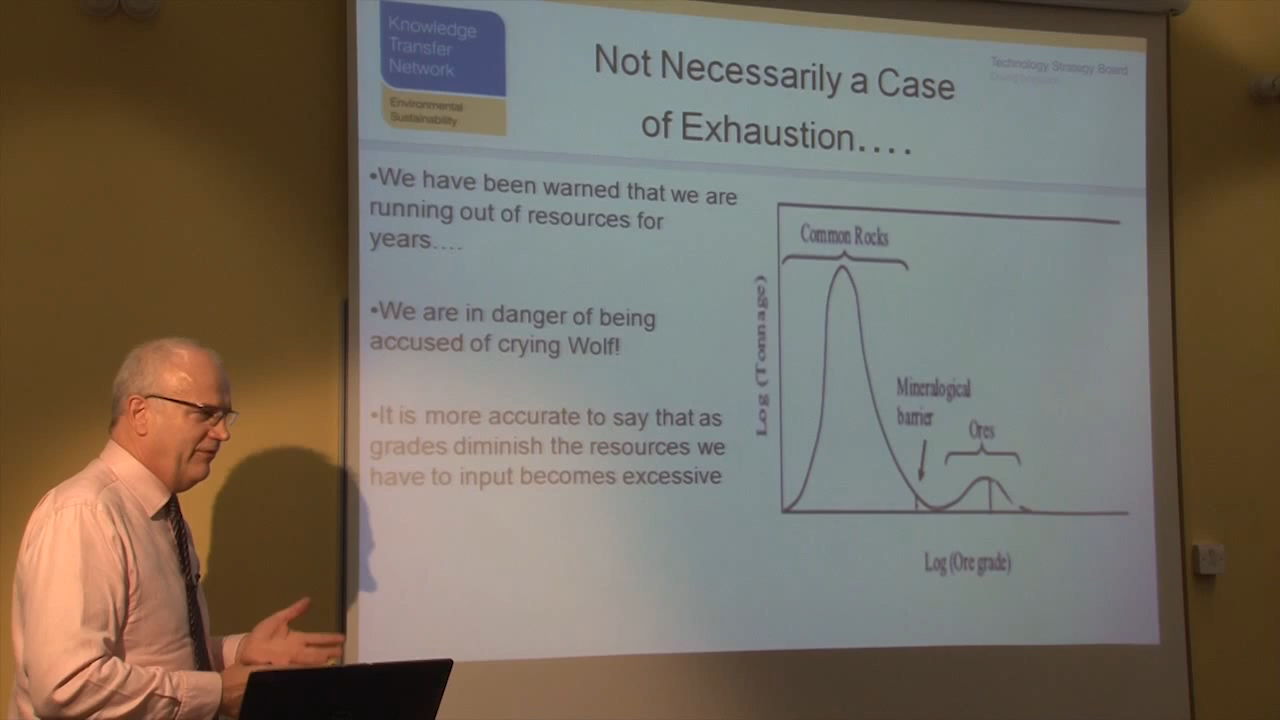 Knowledge
Transfer
Network
Environmental
Sustainability
Not Necessarily a Case
of Exhaustion....
Technology Strategy Board
•We have been warned that we are
running out of resources for
years....
•We are in danger of being
accused of crying Wolf!
•It is more accurate to say that as
grades diminish the resources we
have to input becomes excessive
Common Rocks
Log (Tonnage)
Mineralogical
barrier
Ores
Log (Ore grade)